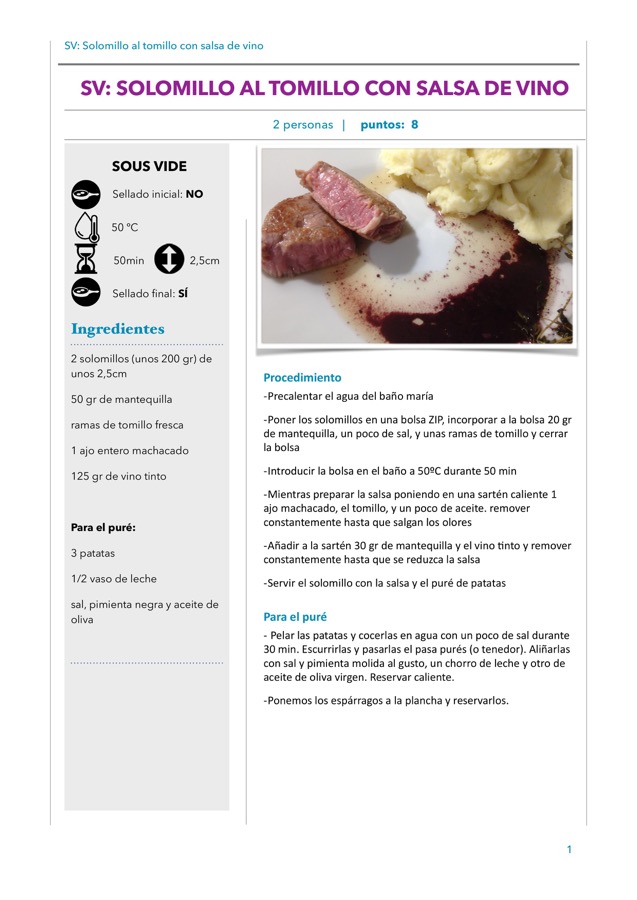 SV: Solomillo al tomillo con salsa de vino
SV: SOLOMILLO AL TOMILLO CON SALSA DE VINO
2 personas | puntos: 8
SOUS VIDE
Sellado inicial: NO
50 ºC
50min 2,5cm
Sellado final: SÍ
Ingredientes
2 solomillos (unos 200 gr) de
unos 2,5cm
50 gr de mantequilla
ramas de tomillo fresca
1 ajo entero machacado
125 gr de vino tinto
Para el puré:
3 patatas
1/2 vaso de leche
sal, pimienta negra y aceite de
oliva
Procedimiento
-Precalentar el agua del baño maría
-Poner los solomillos en una bolsa ZIP, incorporar a la bolsa 20 gr
de mantequilla, un poco de sal, y unas ramas de tomillo y cerrar
la bolsa
-Introducir la bolsa en el baño a 50ºC durante 50 min
-Mientras preparar la salsa poniendo en una sartén caliente 1
ajo machacado, el tomillo, y un poco de aceite. remover
constantemente hasta que salgan los olores
-Añadir a la sartén 30 gr de mantequilla y el vino tinto y remover
constantemente hasta que se reduzca la salsa
-Servir el solomillo con la salsa y el puré de patatas
Para el puré
- Pelar las patatas y cocerlas en agua con un poco de sal durante
30 min. Escurrirlas y pasarlas el pasa purés (o tenedor). Aliñarlas
con sal y pimienta molida al gusto, un chorro de leche y otro de
aceite de oliva virgen. Reservar caliente.
-Ponemos los espárragos a la plancha y reservarlos.
1